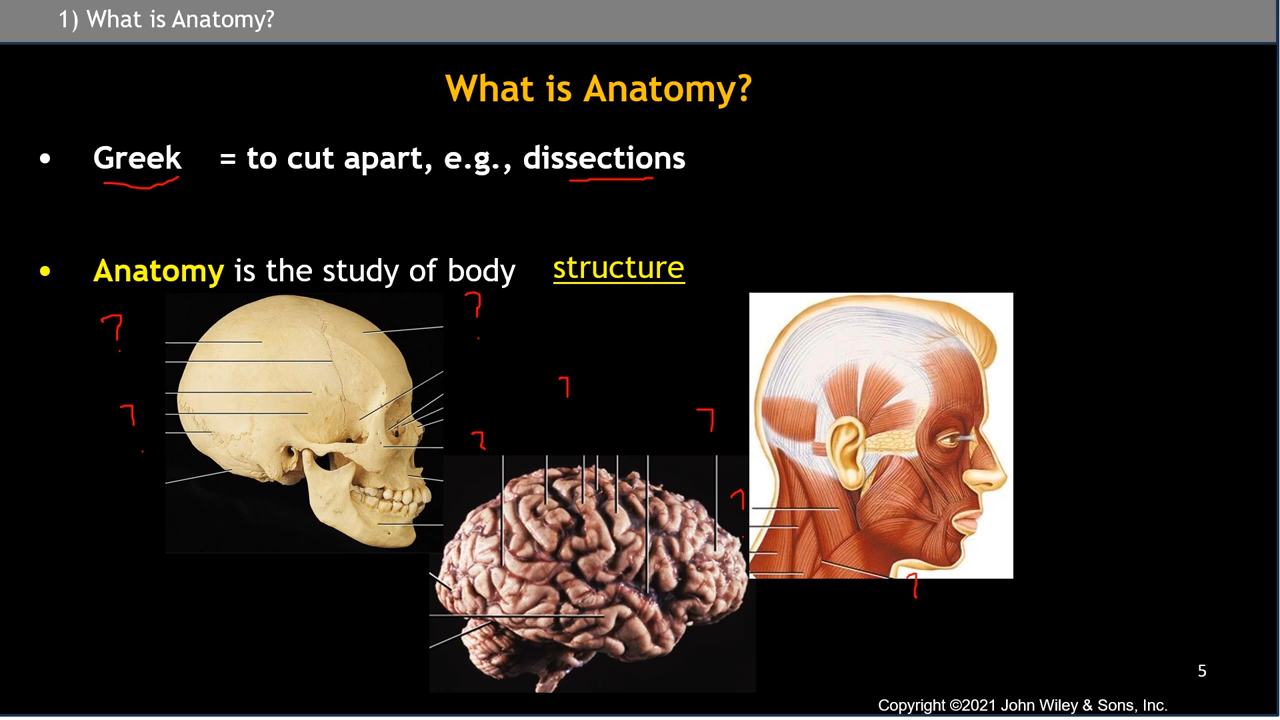 1) What is Anatomy?
What is Anatomy?
• Greek = to cut apart, e.g., dissections
• Anatomy is the study of body structure
? ?
? ?
? ?
? ?
5
Copyright ©2021 John Wiley & Sons, Inc.